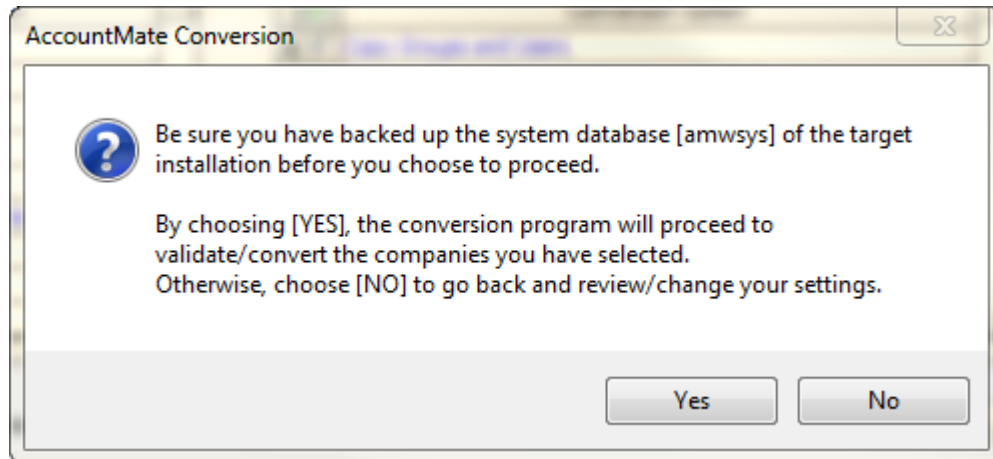 AccountMate Conversion
Be sure you have backed up the system database [amwsys] of the target
installation before you choose to proceed.
By choosing [YES], the conversion program will proceed to
validate/convert the companies you have selected.
Otherwise, choose [NO] to go back and review/change your settings.
Yes
No